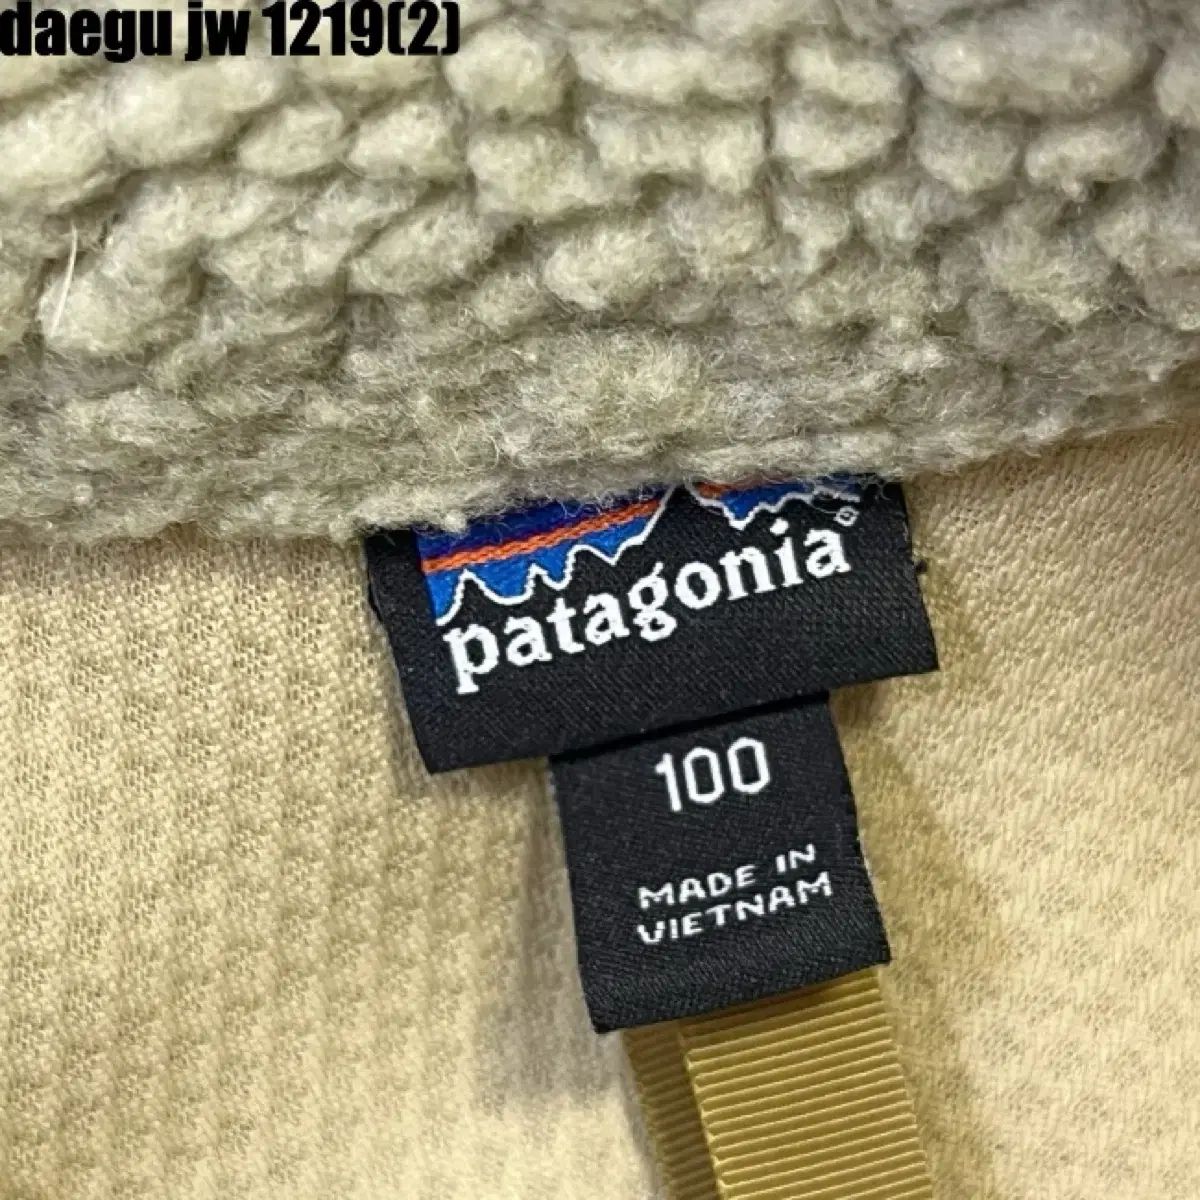 daegu jw 1219(2)
patagonia®
100
MADE IN
VIETNAM